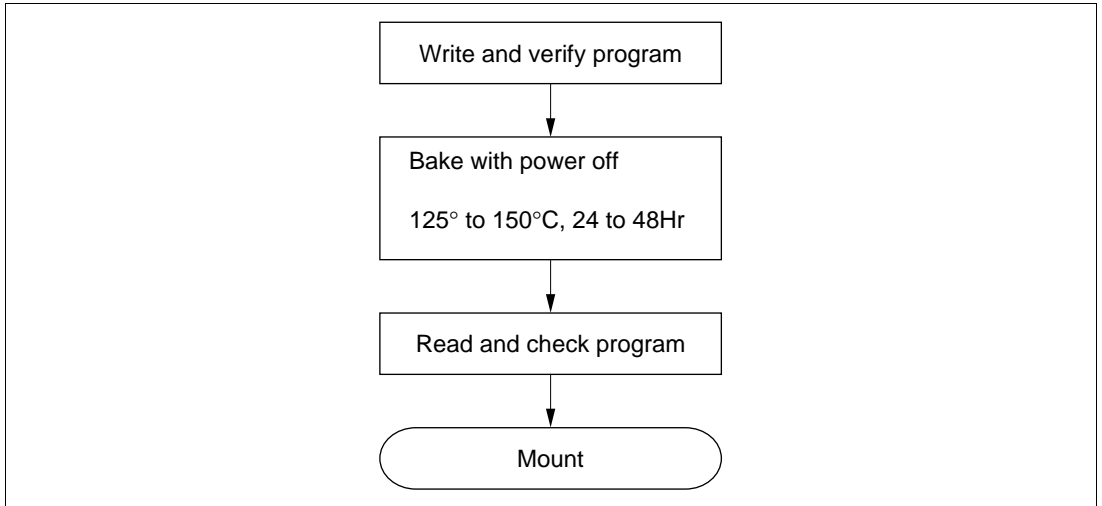 Write and verify program
Bake with power off
125° to 150°C, 24 to 48Hr
Read and check program
Mount